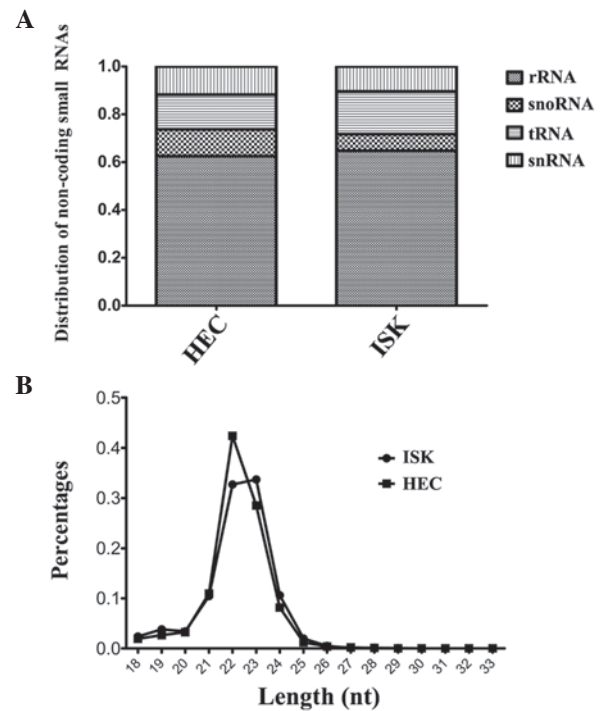 A
Distribution of non-coding small RNAs
1.0
0.8
0.6
0.4
0.2
0.0
HEC
ISK
rRNA
snoRNA
tRNA
snRNA
B
Percentages
0.5
0.4
0.3
0.2
0.1
0.0
ISK
HEC
18 19 20 21 22 23 24 25 26 27 28 29 30 31 32 33
Length (nt)